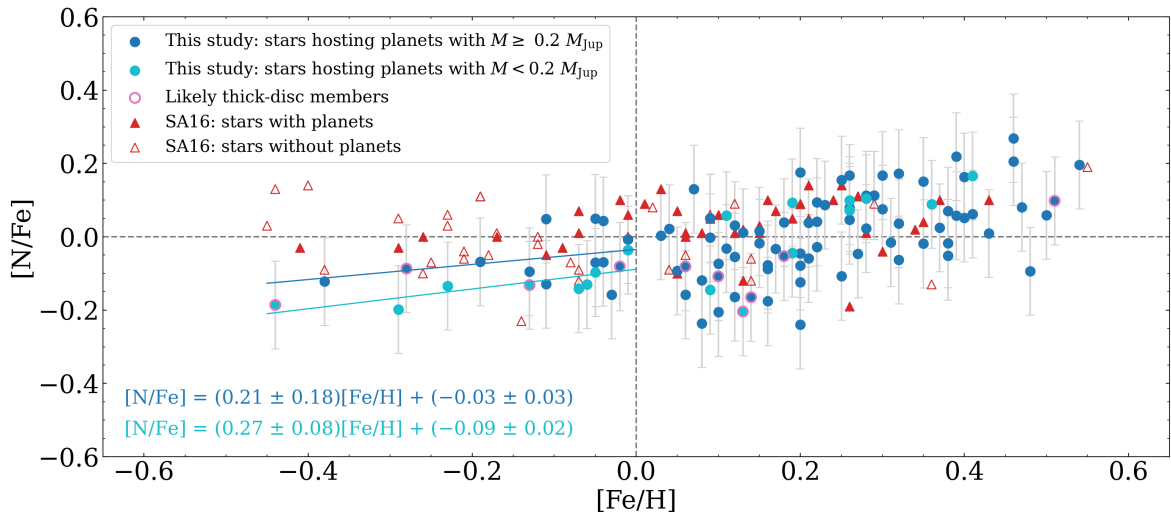 0.6
0.4
0.2
0.0
−0.2
−0.4
−0.6
[N/Fe]
This study: stars hosting planets with M ≥ 0.2 M_Jup
This study: stars hosting planets with M < 0.2 M_Jup
Likely thick-disc members
SA16: stars with planets
SA16: stars without planets
[N/Fe] = (0.21 ± 0.18)[Fe/H] + (−0.03 ± 0.03)
[N/Fe] = (0.27 ± 0.08)[Fe/H] + (−0.09 ± 0.02)
−0.6 −0.4 −0.2 0.0 0.2 0.4 0.6
[Fe/H]